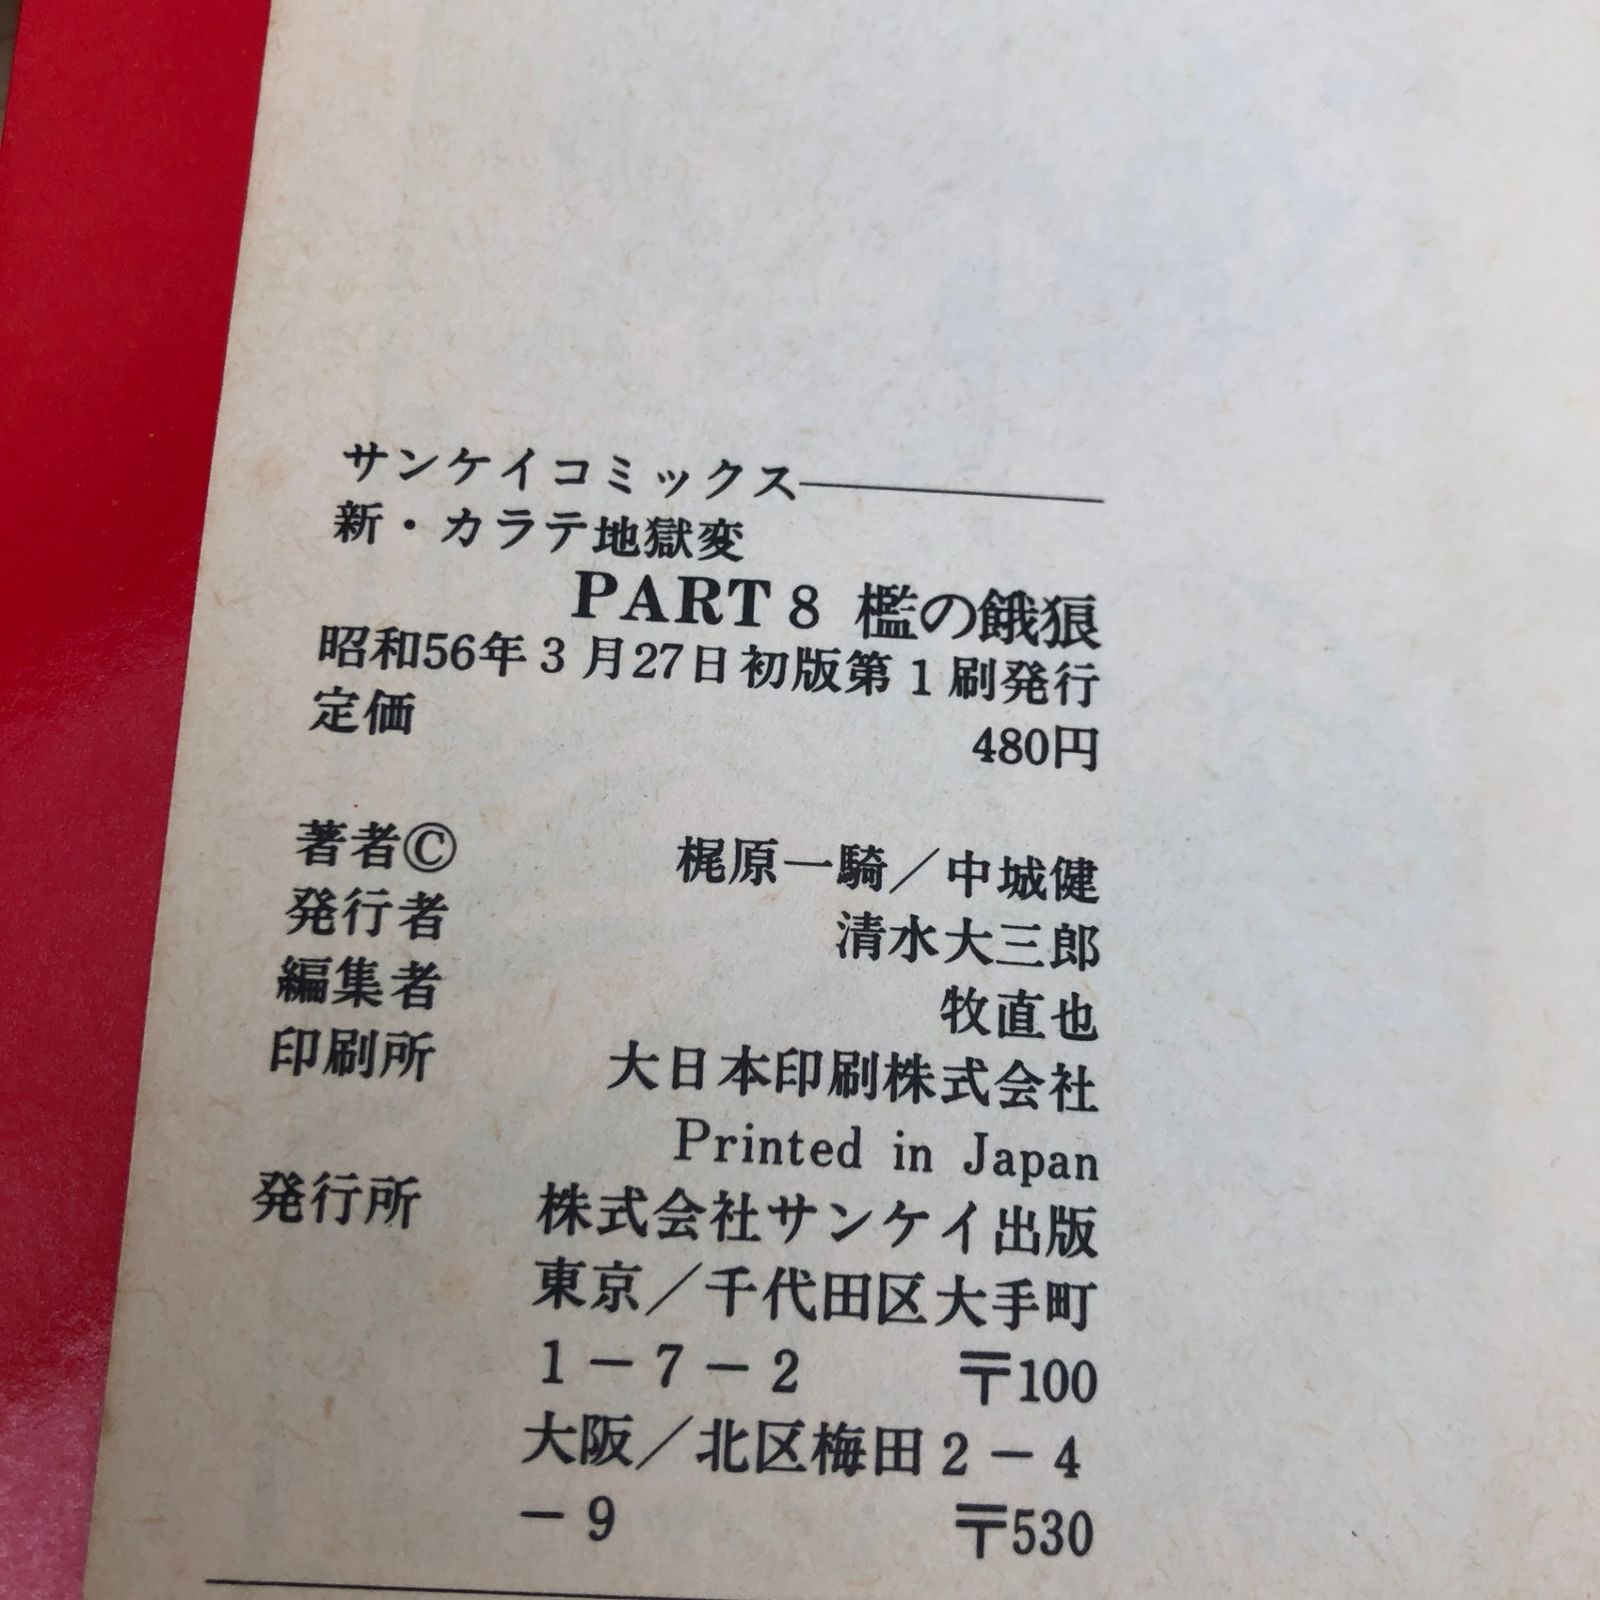 サンケイコミックス
新・カラテ地獄変
PART 8 檻の餓狼
昭和56年3月27日初版第1刷発行
定価 480円
著者© 梶原一騎／中城健
発行者 清水大三郎
編集者 牧直也
印刷所 大日本印刷株式会社
Printed in Japan
発行所 株式会社サンケイ出版
東京／千代田区大手町
1-7-2 〒100
大阪／北区梅田2-4
-9 〒530